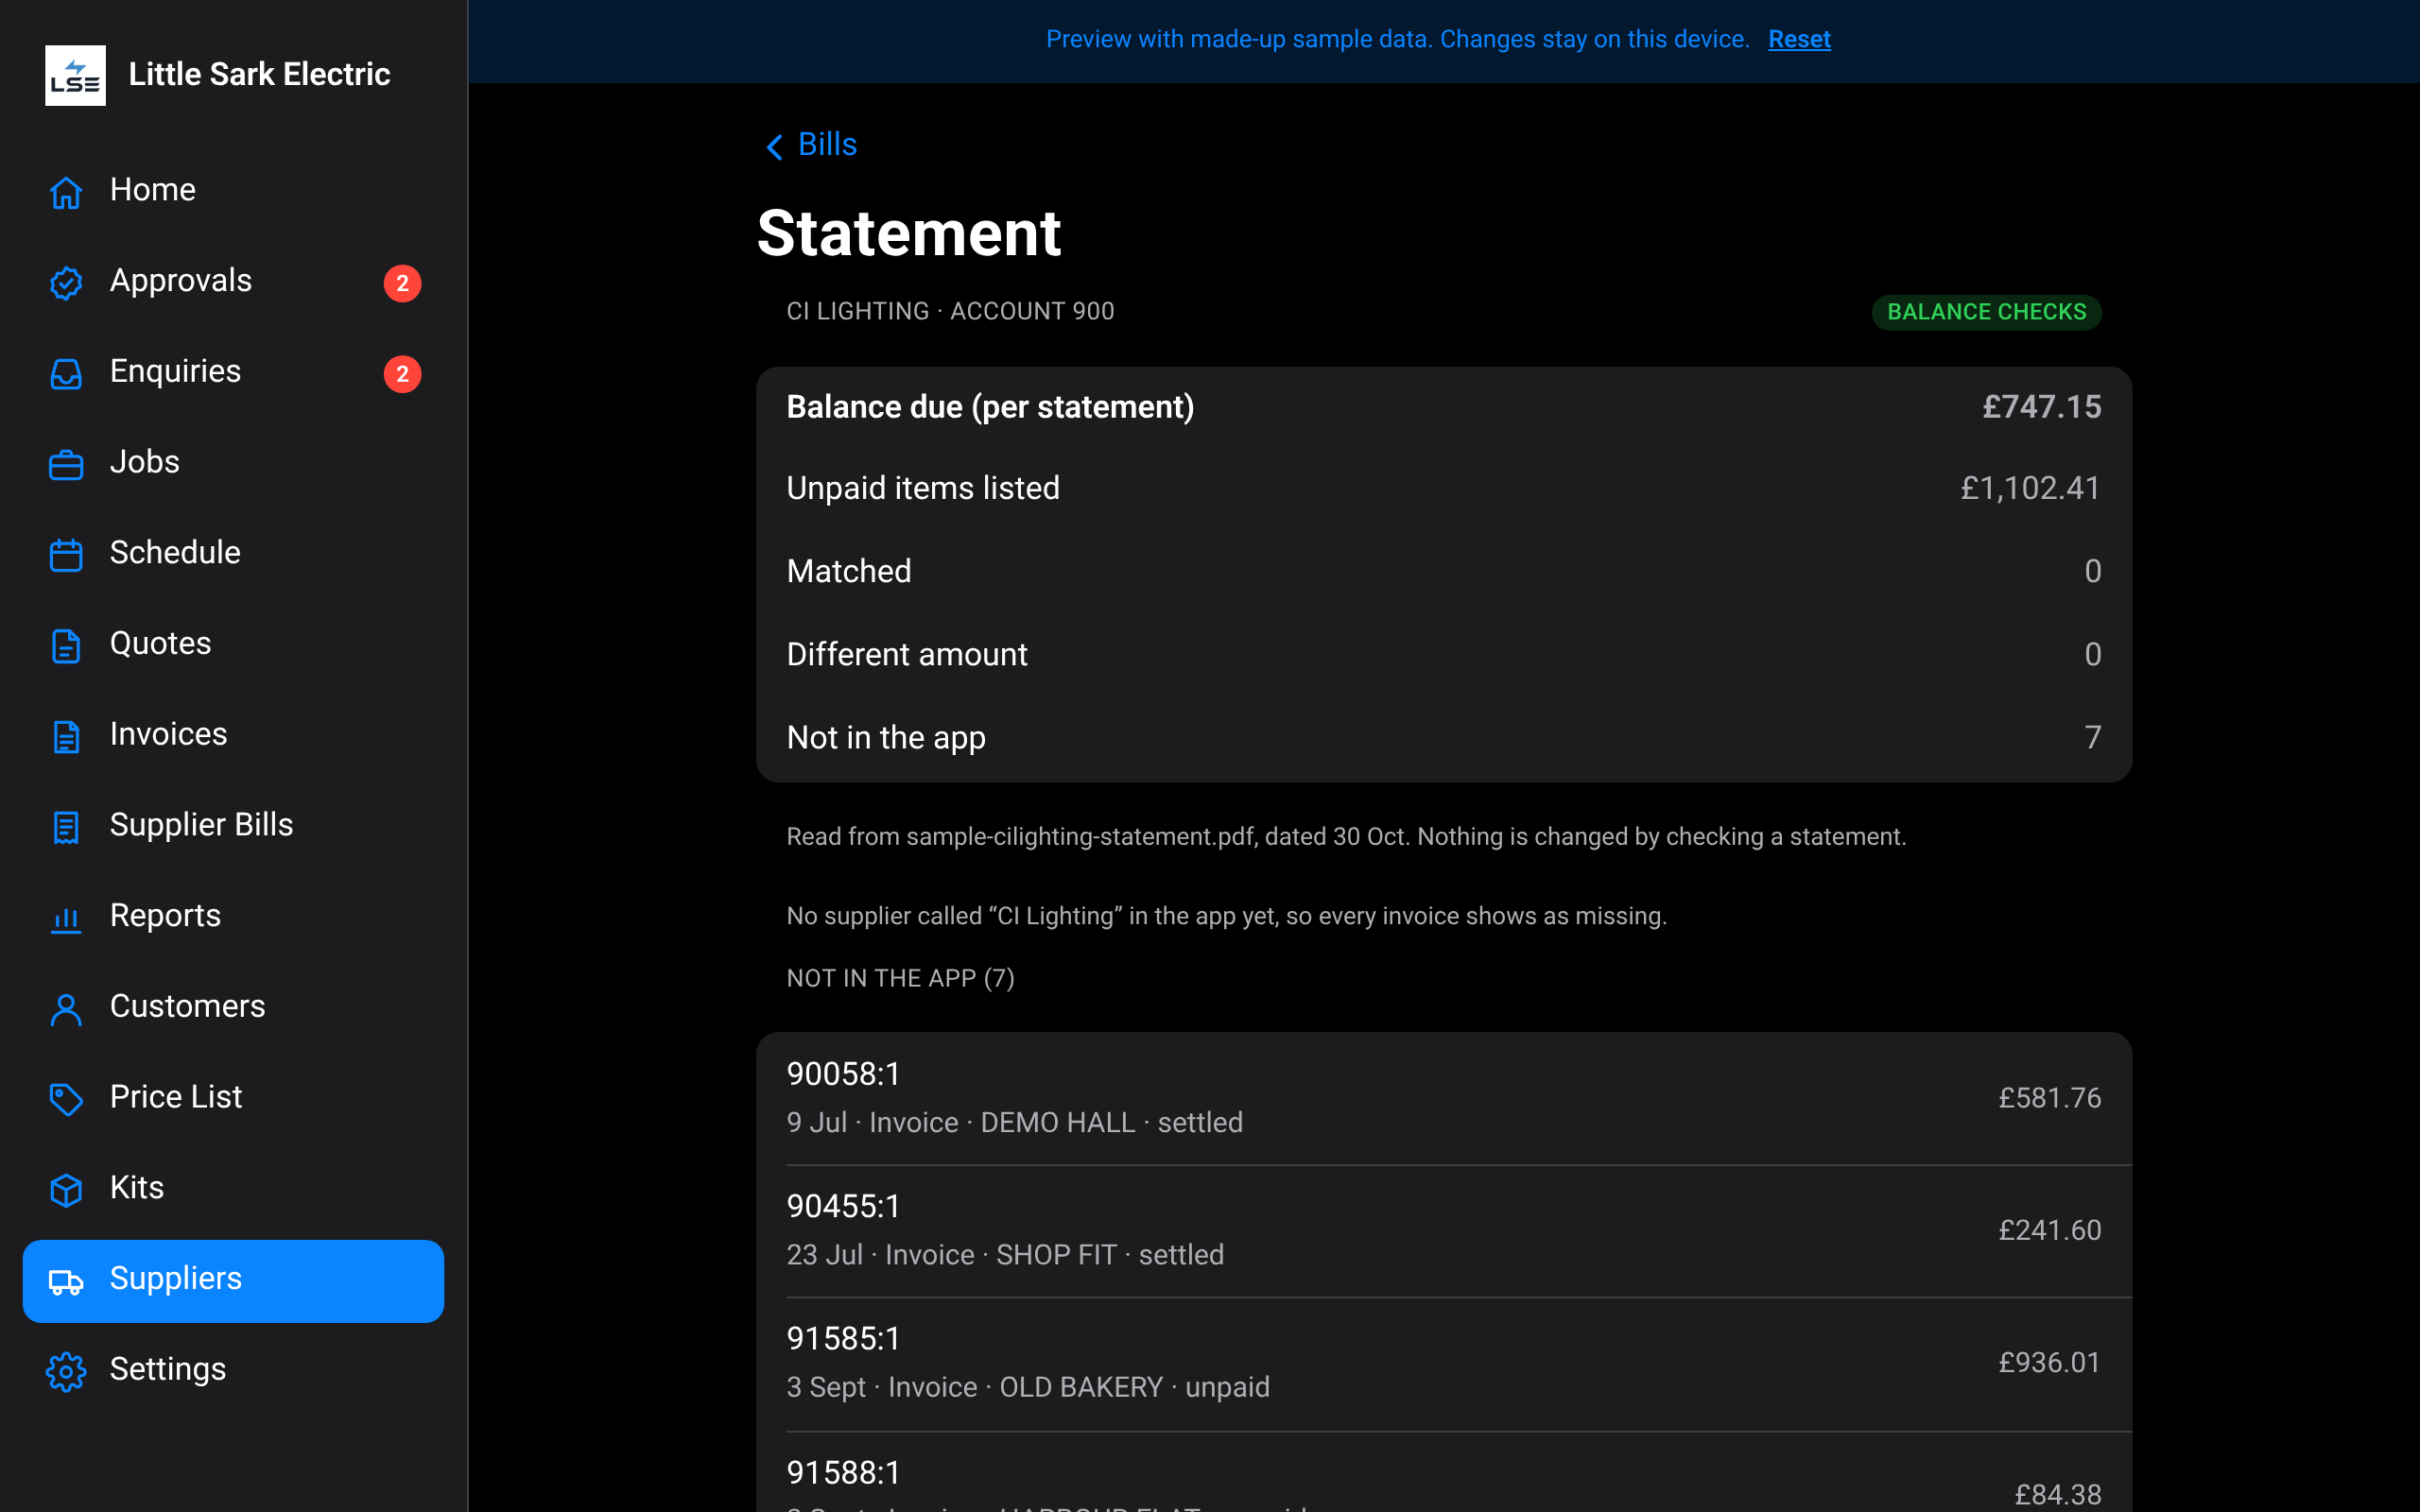 Preview with made-up sample data. Changes stay on this device. Reset
LSE
Little Sark Electric
Home
Approvals 2
Enquiries 2
Jobs
Schedule
Quotes
Invoices
Supplier Bills
Reports
Customers
Price List
Kits
Suppliers
Settings
Bills
Statement
CI LIGHTING · ACCOUNT 900 BALANCE CHECKS
Balance due (per statement) £747.15
Unpaid items listed £1,102.41
Matched 0
Different amount 0
Not in the app 7
Read from sample-cilighting-statement.pdf, dated 30 Oct. Nothing is changed by checking a statement.
No supplier called “CI Lighting” in the app yet, so every invoice shows as missing.
NOT IN THE APP (7)
90058:1
9 Jul · Invoice · DEMO HALL · settled £581.76
90455:1
23 Jul · Invoice · SHOP FIT · settled £241.60
91585:1
3 Sept · Invoice · OLD BAKERY · unpaid £936.01
91588:1
£84.38